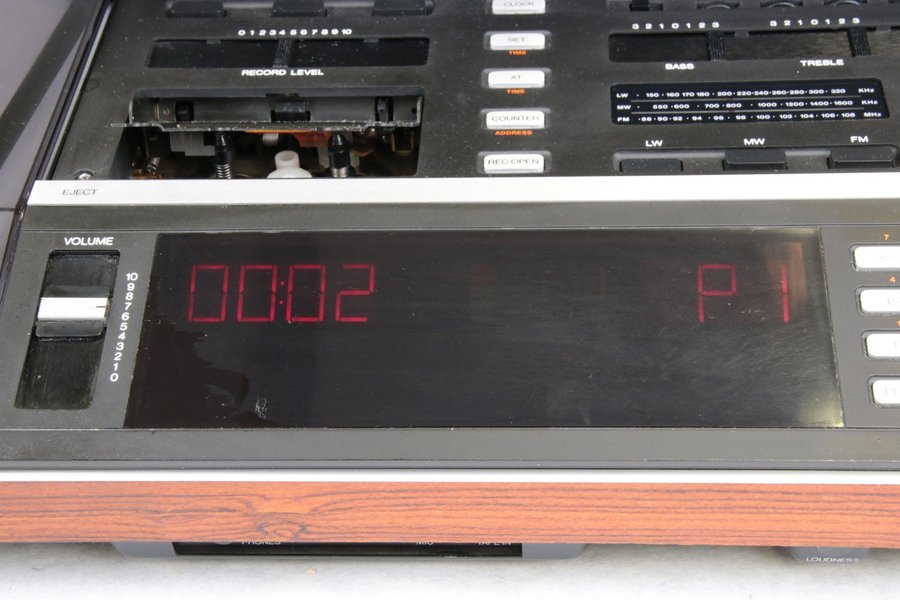 CLOCK
0 1 2 3 4 5 6 7 8 9 10
RECORD LEVEL
SET
TIME
AT
TIME
COUNTER
ADDRESS
REC·OPEN
3 2 1 0 1 2 3
3 2 1 0 1 2 3
BASS
TREBLE
LW · 150 · 160 170 180 · 200 · 220 · 240 · 260 · 280 · 300 · 320 KHz
MW · 550 · 600 · 700 · 800 · 1000 · 1200 · 1400 · 1600 KHz
FM · 88 · 90 · 92 · 94 · 96 · 98 · 100 · 102 · 104 · 106 · 108 MHz
LW
MW
FM
EJECT
VOLUME
10
9
8
7
6
5
4
3
2
1
0
00:02
P1
7
4
PHONES
MIC
TAPE IN
LOUDNESS